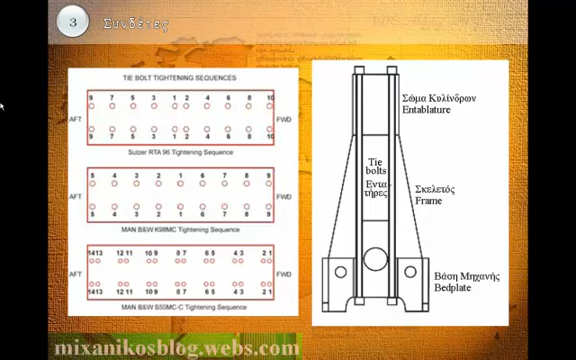 3 Συνδέτες
TIE BOLT TIGHTENING SEQUENCES
9 7 5 3 1 2 4 6 8 10
AFT FWD
9 7 5 3 1 2 4 6 8 10
Sulzer RTA 96 Tightening Sequence
5 4 3 2 1 6 7 8 9
AFT FWD
5 4 3 2 1 6 7 8 9
MAN B&W K98MC Tightening Sequence
1413 12 11 10 9 8 7 6 5 4 3 2 1
AFT FWD
1413 12 11 10 9 8 7 6 5 4 3 2 1
MAN B&W S50MC-C Tightening Sequence
Σώμα Κυλίνδρων
Entablature
Tie
bolts
Εντα
τήρες
Σκελετός
Frame
Βάση Μηχανής
Bedplate
4
mixanikosblog.webs.com